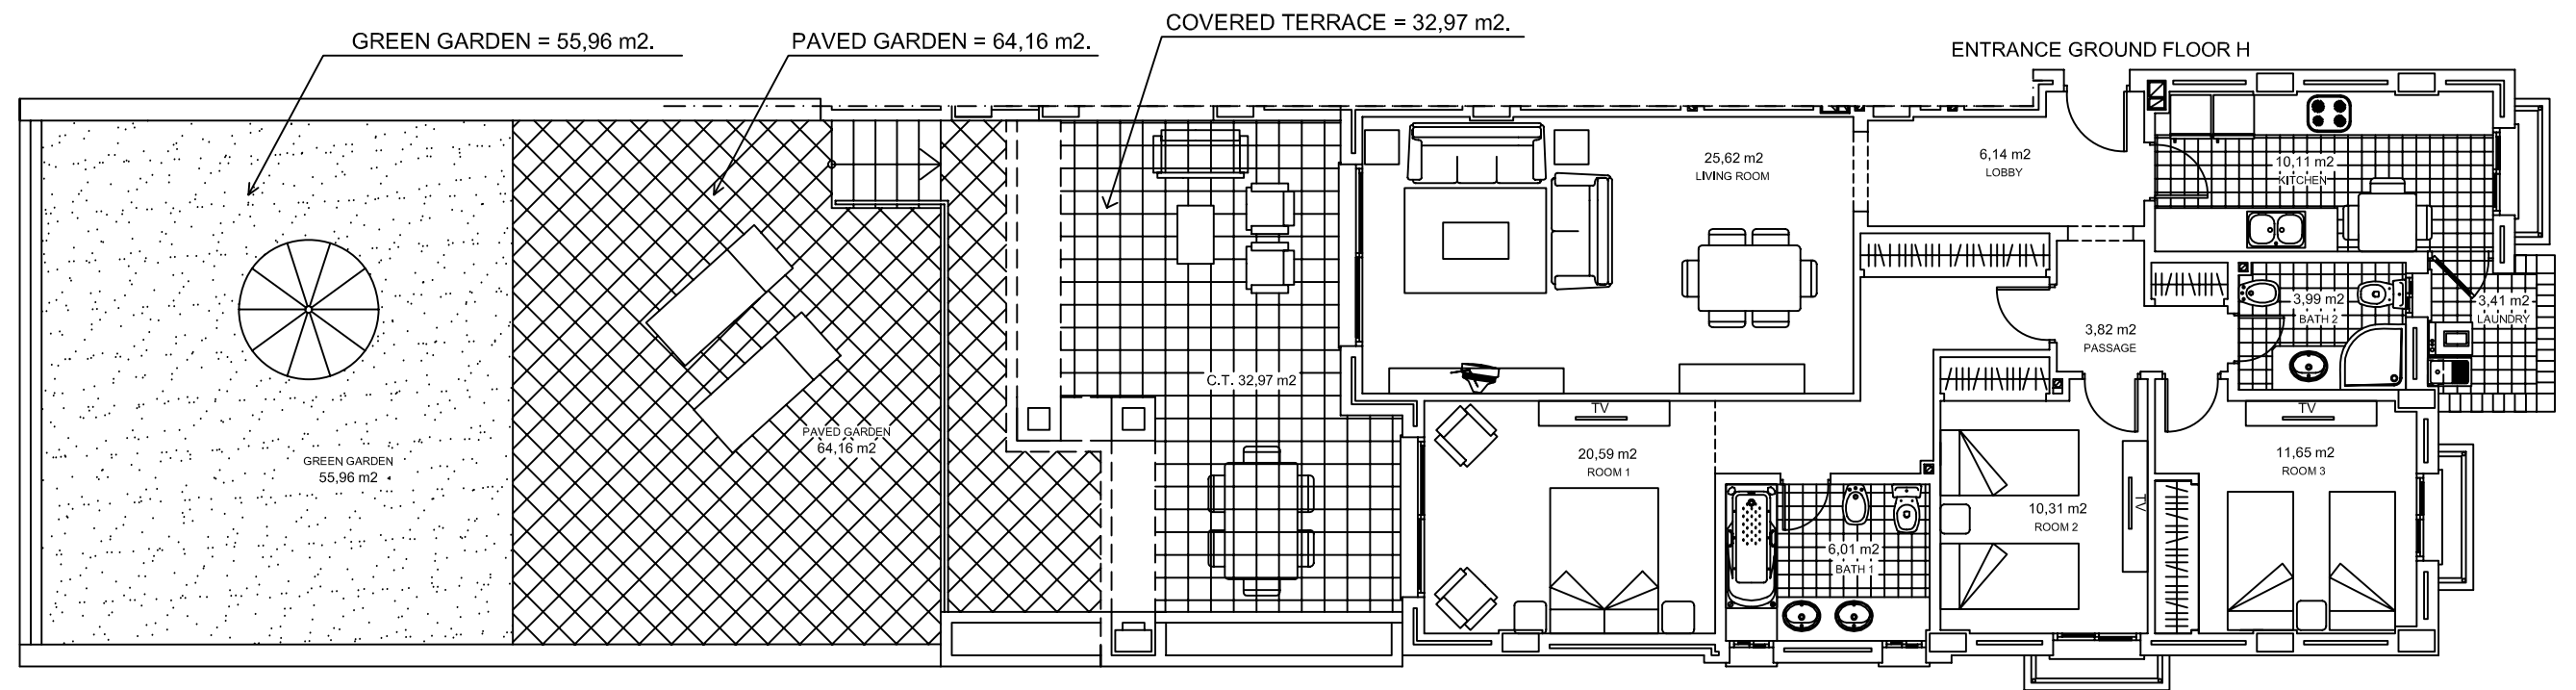 COVERED TERRACE = 32,97 m2.
GREEN GARDEN = 55,96 m2.
PAVED GARDEN = 64,16 m2.
ENTRANCE GROUND FLOOR H
25,62 m2
LIVING ROOM
6,14 m2
LOBBY
10,11 m2
KITCHEN
3,99 m2
BATH 2
3,41 m2
LAUNDRY
3,82 m2
PASSAGE
C.T. 32,97 m2
TV
TV
PAVED GARDEN
64,16 m2
GREEN GARDEN
55,96 m2
20,59 m2
ROOM 1
11,65 m2
ROOM 3
TV
10,31 m2
ROOM 2
6,01 m2
BATH 1